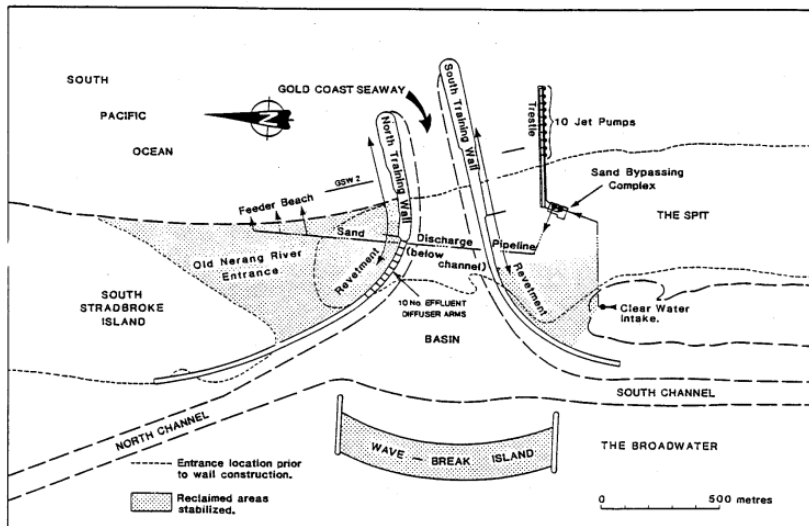 SOUTH
PACIFIC
OCEAN
N
GOLD COAST SEAWAY
North Training Wall
South Training Wall
Trestle
10 Jet Pumps
Sand Bypassing
Complex
THE SPIT
GSW 2
Feeder Beach
Sand Discharge Pipeline
(below
channel)
Old Nerang River
Entrance.
Revetment
Revetment
10 No EFFLUENT
DIFFUSER ARMS
Clear Water
Intake.
SOUTH
STRADBROKE
ISLAND
BASIN
NORTH CHANNEL
SOUTH CHANNEL
WAVE - BREAK ISLAND
THE BROADWATER
Entrance location prior
to wall construction.
Reclaimed areas
stabilized.
0 500 metres